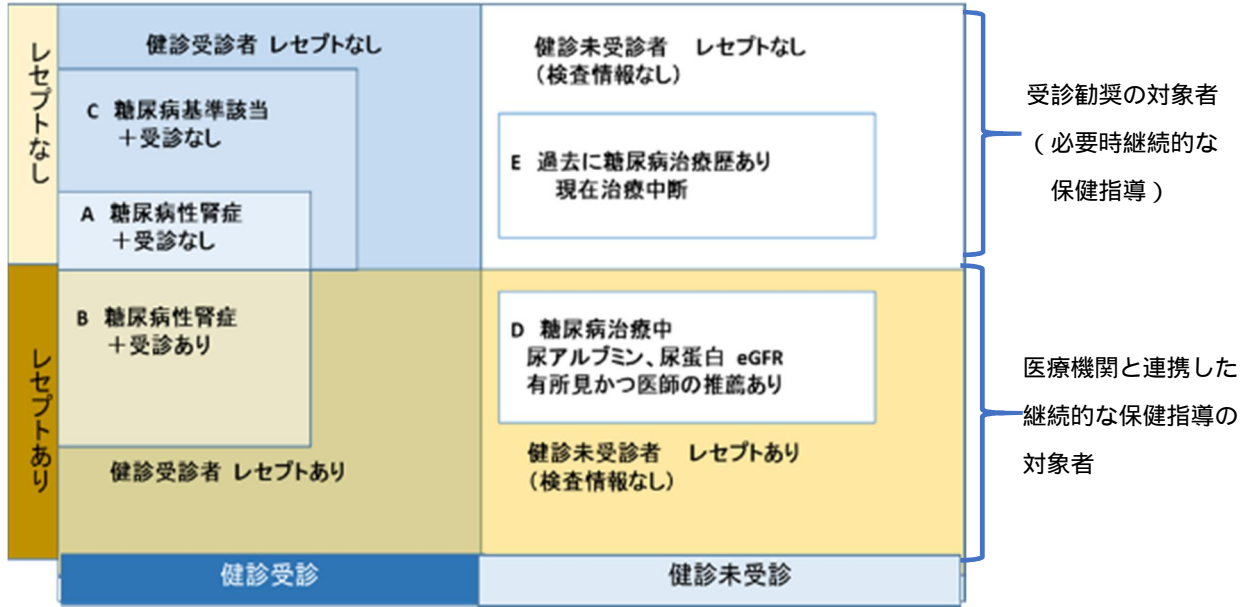 レセプトなし
健診受診者 レセプトなし
C 糖尿病基準該当
＋受診なし
A 糖尿病性腎症
＋受診なし
健診未受診者 レセプトなし
（検査情報なし）
E 過去に糖尿病治療歴あり
現在治療中断
受診勧奨の対象者
（必要時継続的な
保健指導）
レセプトあり
B 糖尿病性腎症
＋受診あり
健診受診者 レセプトあり
D 糖尿病治療中
尿アルブミン、尿蛋白 eGFR
有所見かつ医師の推薦あり
健診未受診者 レセプトあり
（検査情報なし）
医療機関と連携した
継続的な保健指導の
対象者
健診受診
健診未受診